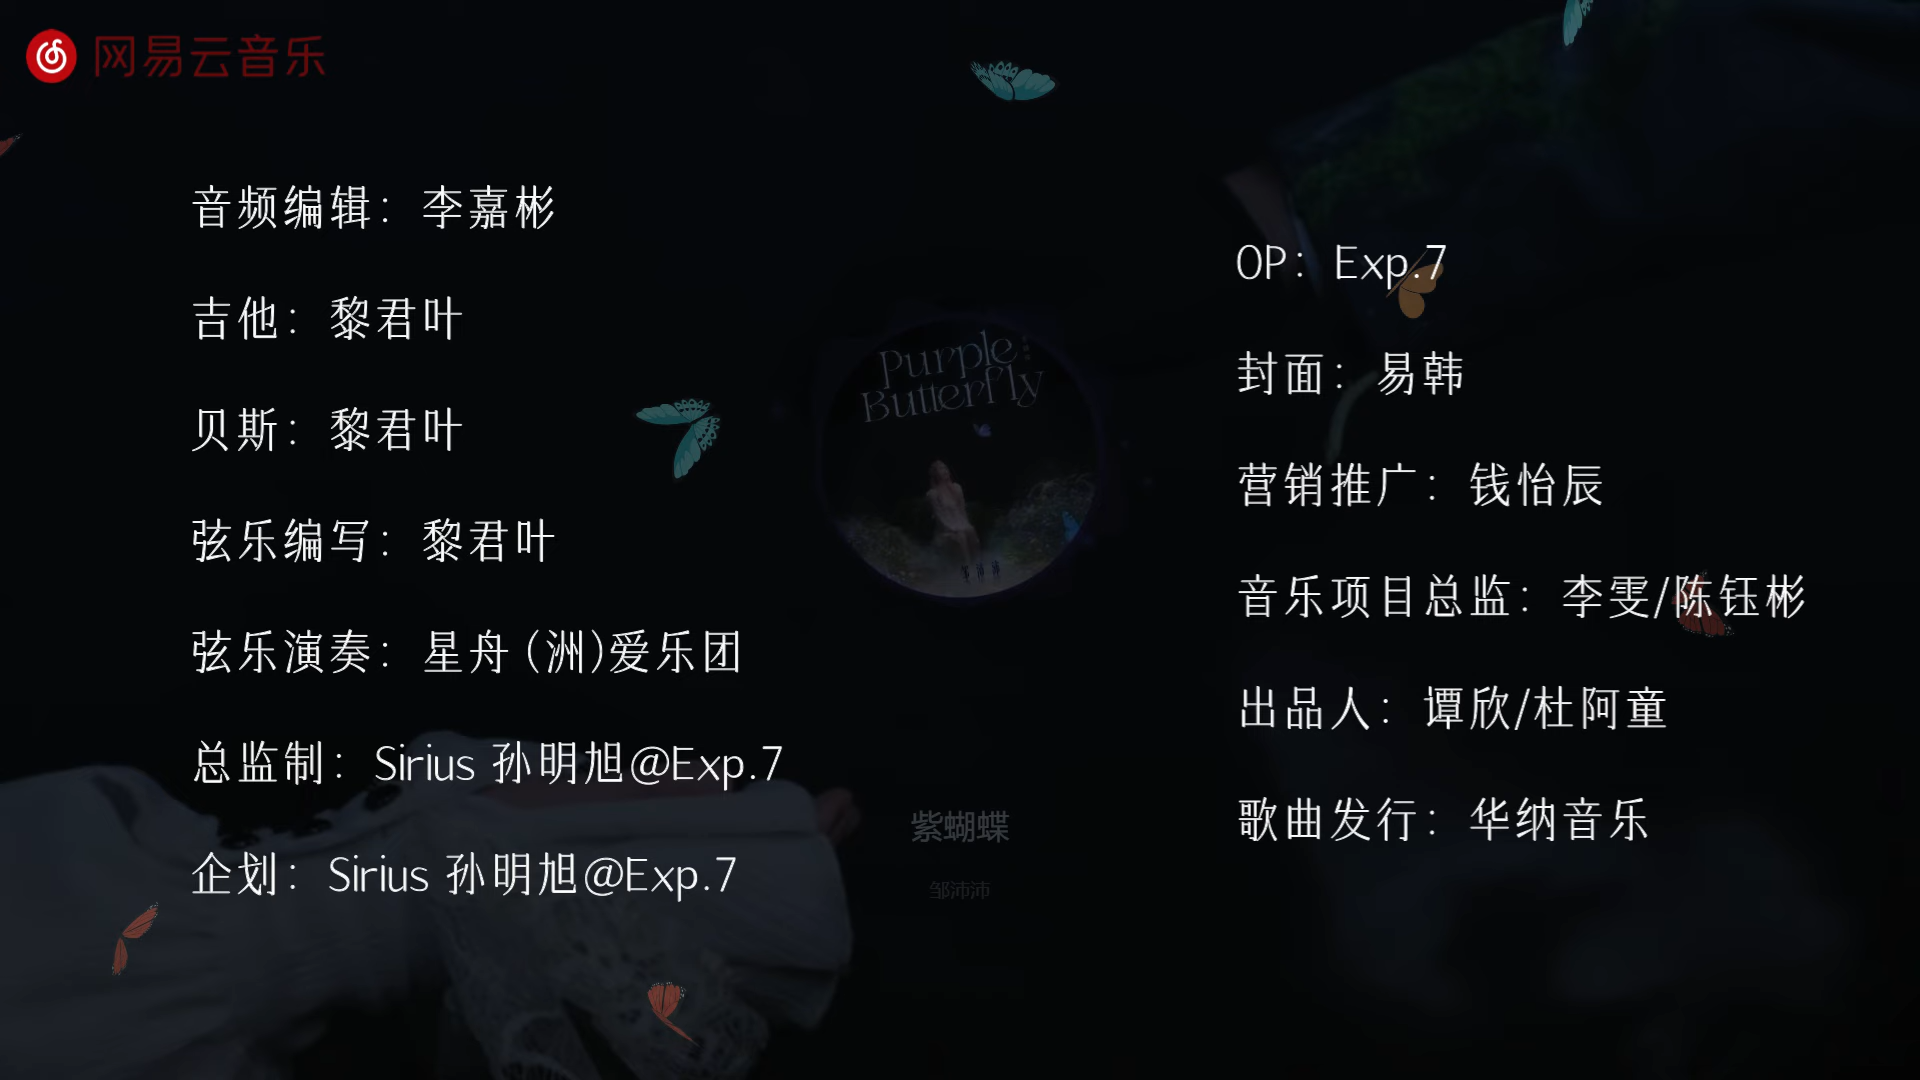 网易云音乐
音频编辑：李嘉彬
吉他：黎君叶
贝斯：黎君叶
弦乐编写：黎君叶
弦乐演奏：星舟（洲）爱乐团
总监制：Sirius 孙明旭@Exp.7
企划：Sirius 孙明旭@Exp.7
Purple
Butterfly
紫蝴蝶
邹沛沛
OP：Exp.7
封面：易韩
营销推广：钱怡辰
音乐项目总监：李雯/陈钰彬
出品人：谭欣/杜阿童
歌曲发行：华纳音乐